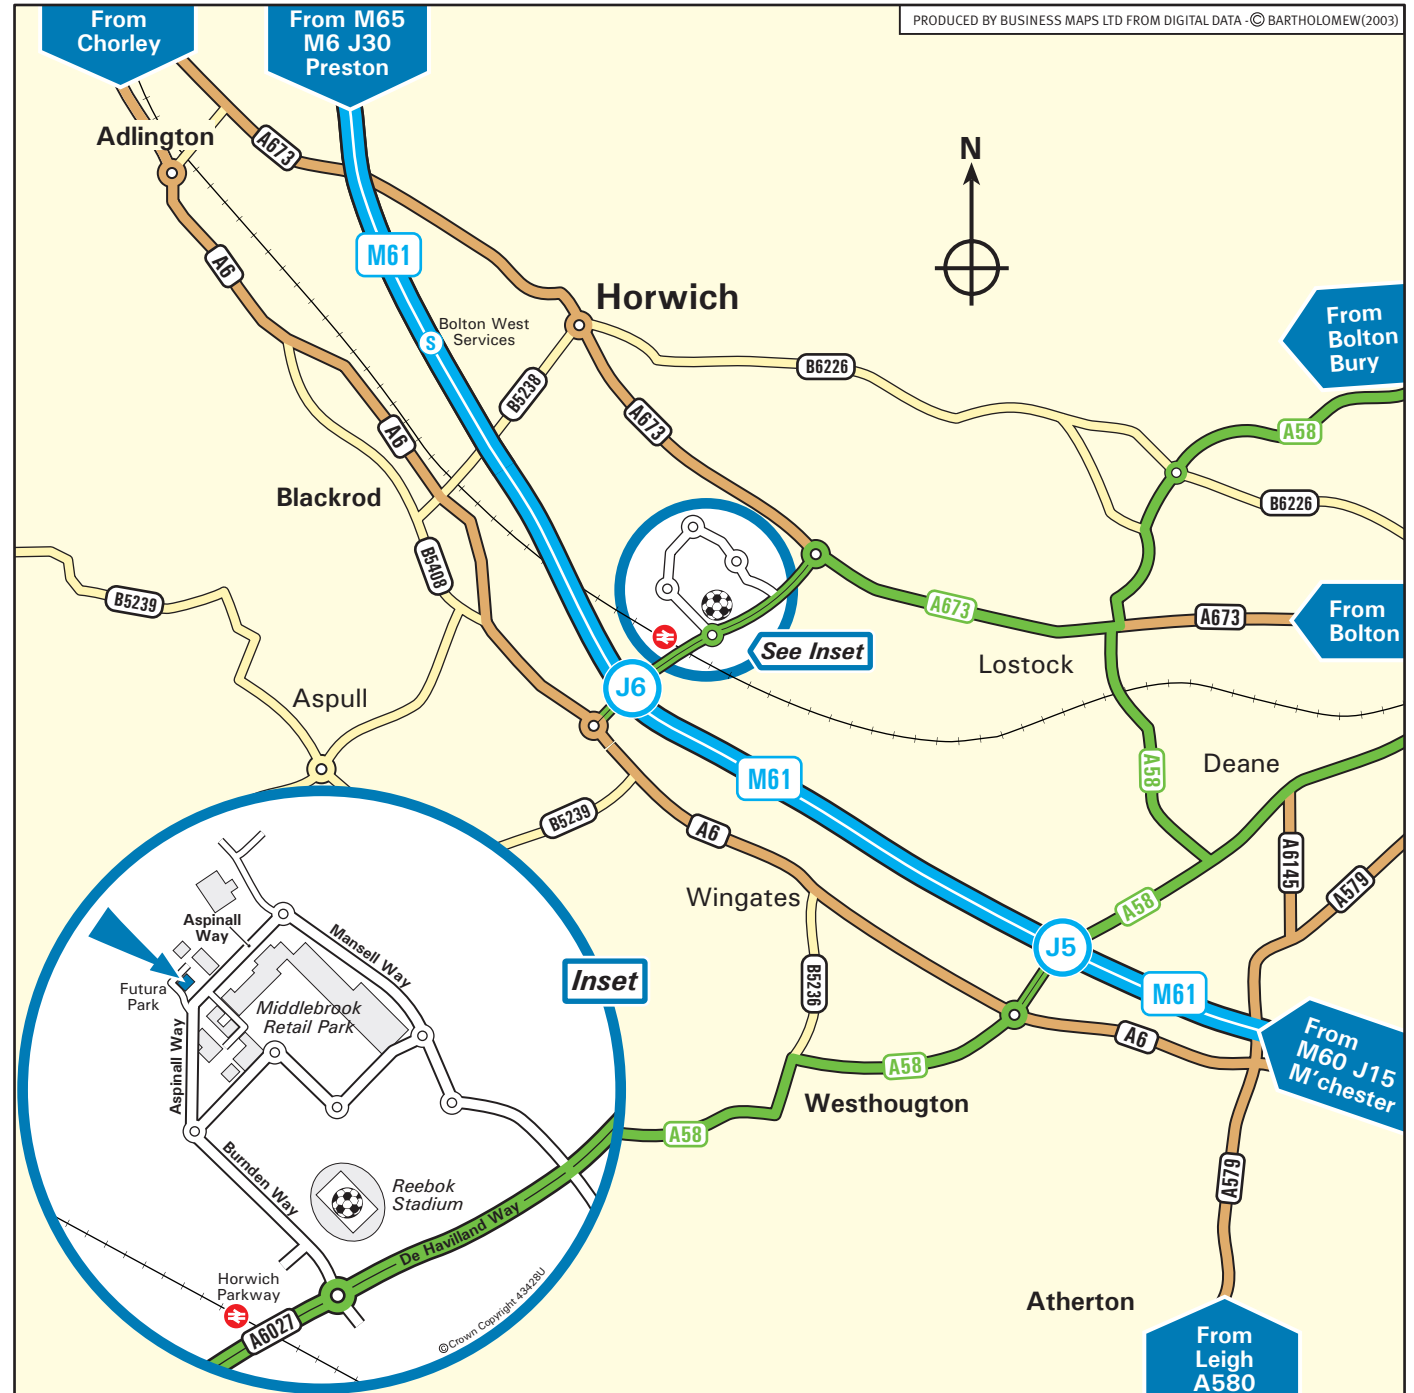 From
Chorley
From M65
M6 J30
Preston
PRODUCED BY BUSINESS MAPS LTD FROM DIGITAL DATA - © BARTHOLOMEW(2003)
Adlington
A673
N
M61
A6
Horwich
Bolton West
Services
S
From
Bolton
Bury
B6226
B5238
A673
A58
A6
Blackrod
B6226
B5408
B5239
A673
A673
From
Bolton
See Inset
Lostock
J6
Aspull
M61
A58
Deane
B5239
A6
A6145
A579
Wingates
A58
Aspinall
Way
Mansell Way
J5
Inset
Futura
Park
Middlebrook
Retail Park
B5236
M61
Aspinall Way
A6
From
M60 J15
M'chester
A58
Westhougton
A58
Burnden Way
Reebok
Stadium
A579
De Havilland Way
Horwich
Parkway
A6027
©Crown Copyright 43428U
Atherton
From
Leigh
A580